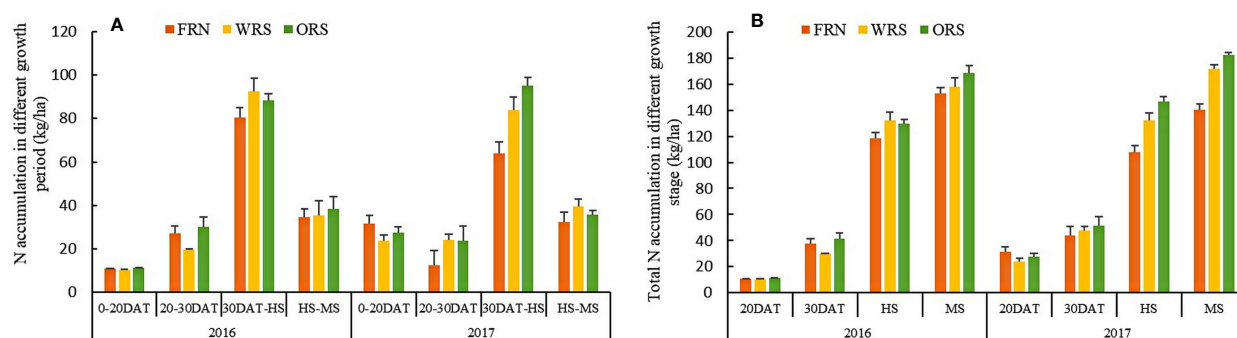 A
FRN WRS ORS
N accumulation in different growth
period (kg/ha)
120
100
80
60
40
20
0
0-20DAT 20-30DAT 30DAT-HS HS-MS 0-20DAT 20-30DAT 30DAT-HS HS-MS
2016 2017
B
FRN WRS ORS
Total N accumulation in different growth
stage (kg/ha)
200
180
160
140
120
100
80
60
40
20
0
20DAT 30DAT HS MS 20DAT 30DAT HS MS
2016 2017